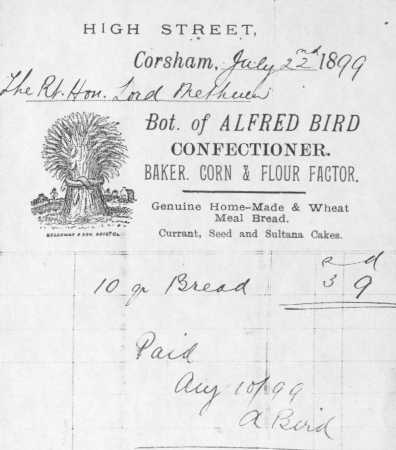 HIGH STREET,
Corsham, July 22nd 1899
The Rt. Hon. Lord Methuen
Bot. of ALFRED BIRD
CONFECTIONER.
BAKER. CORN & FLOUR FACTOR.
Genuine Home-Made & Wheat
Meal Bread.
Currant, Seed and Sultana Cakes.
& SON BRISTOL
s d
10 qr Bread 3 9
Paid
Aug 10/99
A Bird